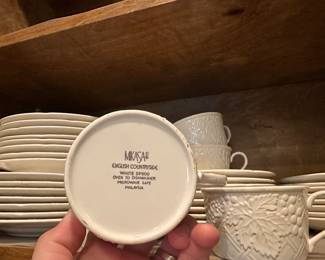 MIKASA
ENGLISH COUNTRYSIDE
WHITE DP900
OVEN TO DISHWASHER
MICROWAVE SAFE
MALAYSIA